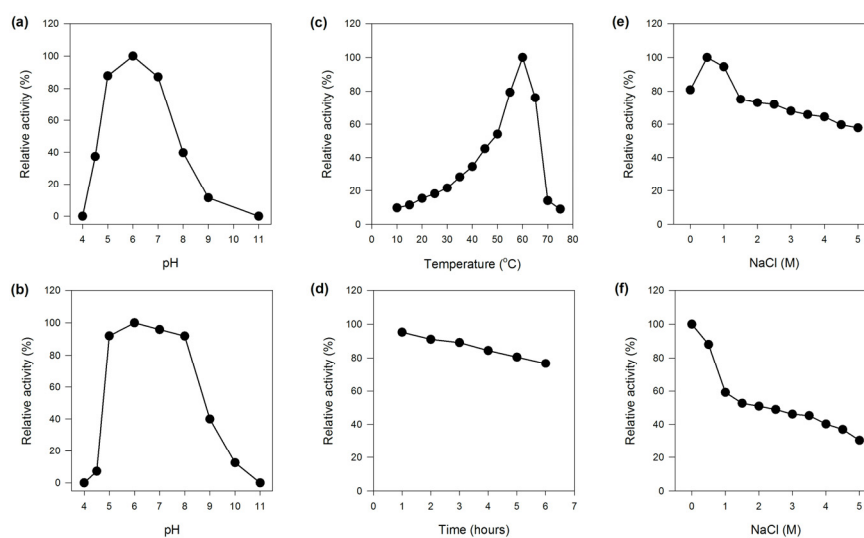 (a)
120
100
80
60
40
20
0
Relative activity (%)
4 5 6 7 8 9 10 11
pH
(c)
120
100
80
60
40
20
0
Relative activity (%)
0 10 20 30 40 50 60 70 80
Temperature (°C)
(e)
120
100
80
60
40
20
0
Relative activity (%)
0 1 2 3 4 5
NaCl (M)
(b)
120
100
80
60
40
20
0
Relative activity (%)
4 5 6 7 8 9 10 11
pH
(d)
120
100
80
60
40
20
0
Relative activity (%)
0 1 2 3 4 5 6 7
Time (hours)
(f)
120
100
80
60
40
20
0
Relative activity (%)
0 1 2 3 4 5
NaCl (M)